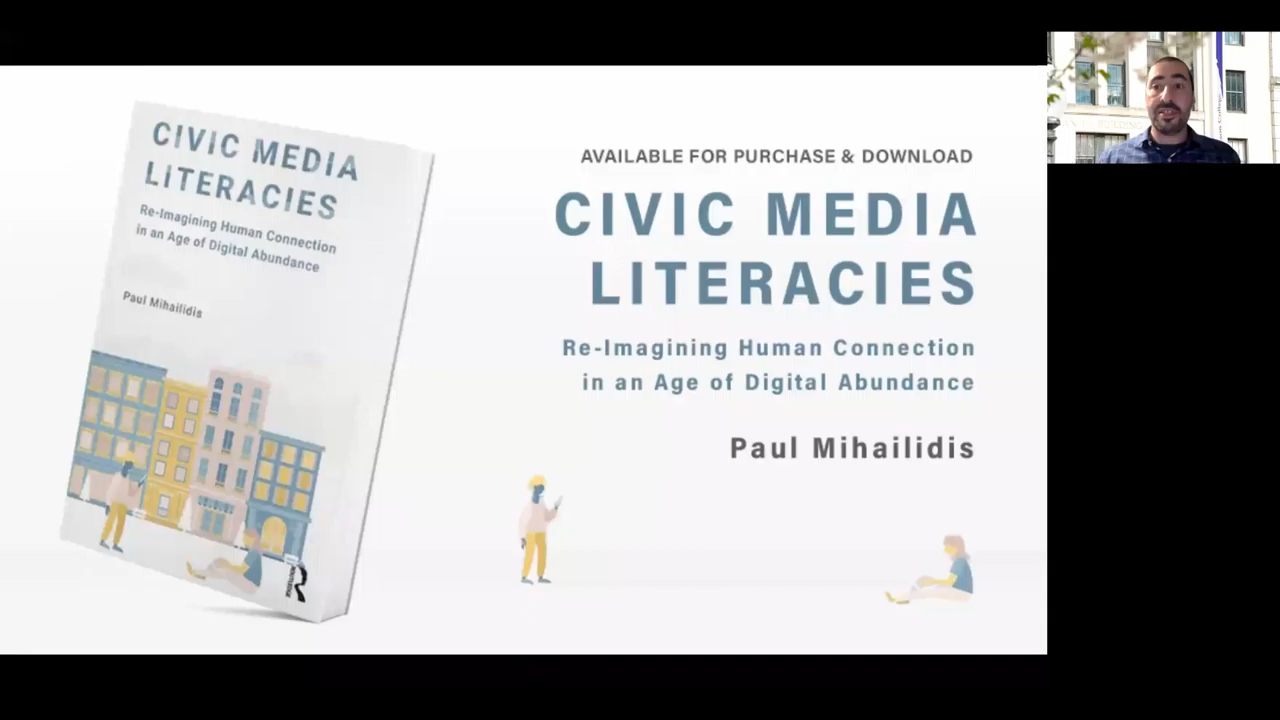 CIVIC MEDIA
LITERACIES
Re-Imagining Human Connection
in an Age of Digital Abundance
Paul Mihailidis
ROUTLEDGE
AVAILABLE FOR PURCHASE & DOWNLOAD
CIVIC MEDIA
LITERACIES
Re-Imagining Human Connection
in an Age of Digital Abundance
Paul Mihailidis